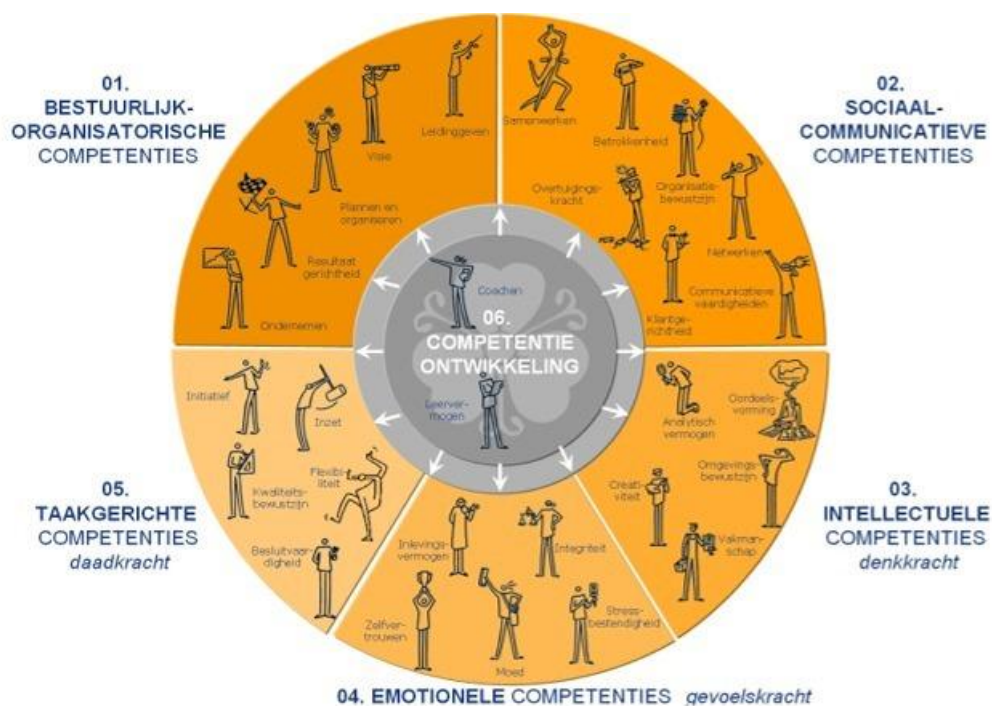 01.
BESTUURLIJK-
ORGANISATORISCHE
COMPETENTIES
Leidinggeven
Visie
Plannen en
organiseren
Resultaat
gerichtheid
Ondernemen
02.
SOCIAAL-
COMMUNICATIEVE
COMPETENTIES
Samenwerken
Betrokkenheid
Organisatie-
bewustzijn
Overtuigings-
kracht
Netwerken
Communicatieve
vaardigheden
Klantge-
richtheid
03.
INTELLECTUELE
COMPETENTIES
denkkracht
Analytisch
vermogen
Oordeels-
vorming
Omgevings-
bewustzijn
Creati-
viteit
Vakman-
schap
04. EMOTIONELE COMPETENTIES gevoelskracht
Inlevings-
vermogen
Integriteit
Zelfver-
trouwen
Moed
Stress-
bestendigheid
05.
TAAKGERICHTE
COMPETENTIES
daadkracht
Initiatief
Inzet
Flexibi-
liteit
Kwaliteits-
bewustzijn
Besluitvaar-
digheid
Coachen
06.
COMPETENTIE
ONTWIKKELING
Leerver-
mogen